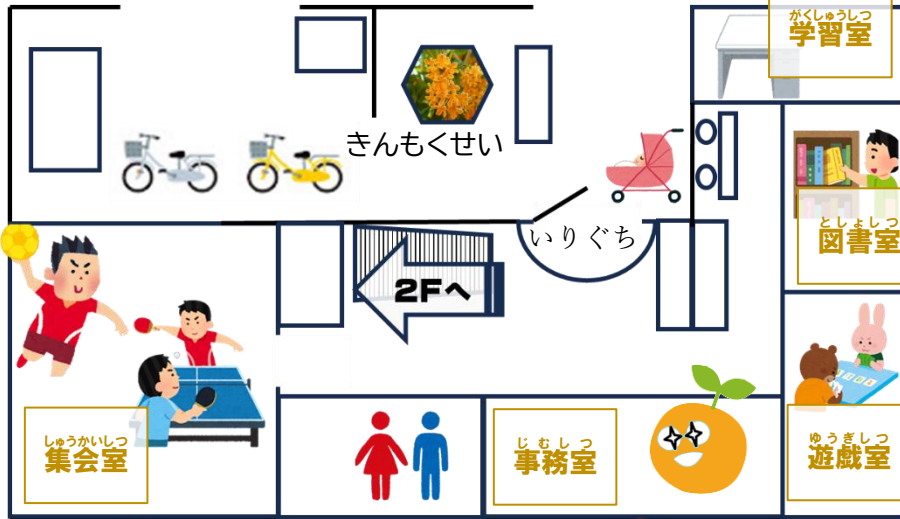 がくしゅうしつ
学習室
きんもくせい
いりぐち
としょしつ
図書室
2Fへ
しゅうかいしつ
集会室
じむしつ
事務室
ゆうぎしつ
遊戯室